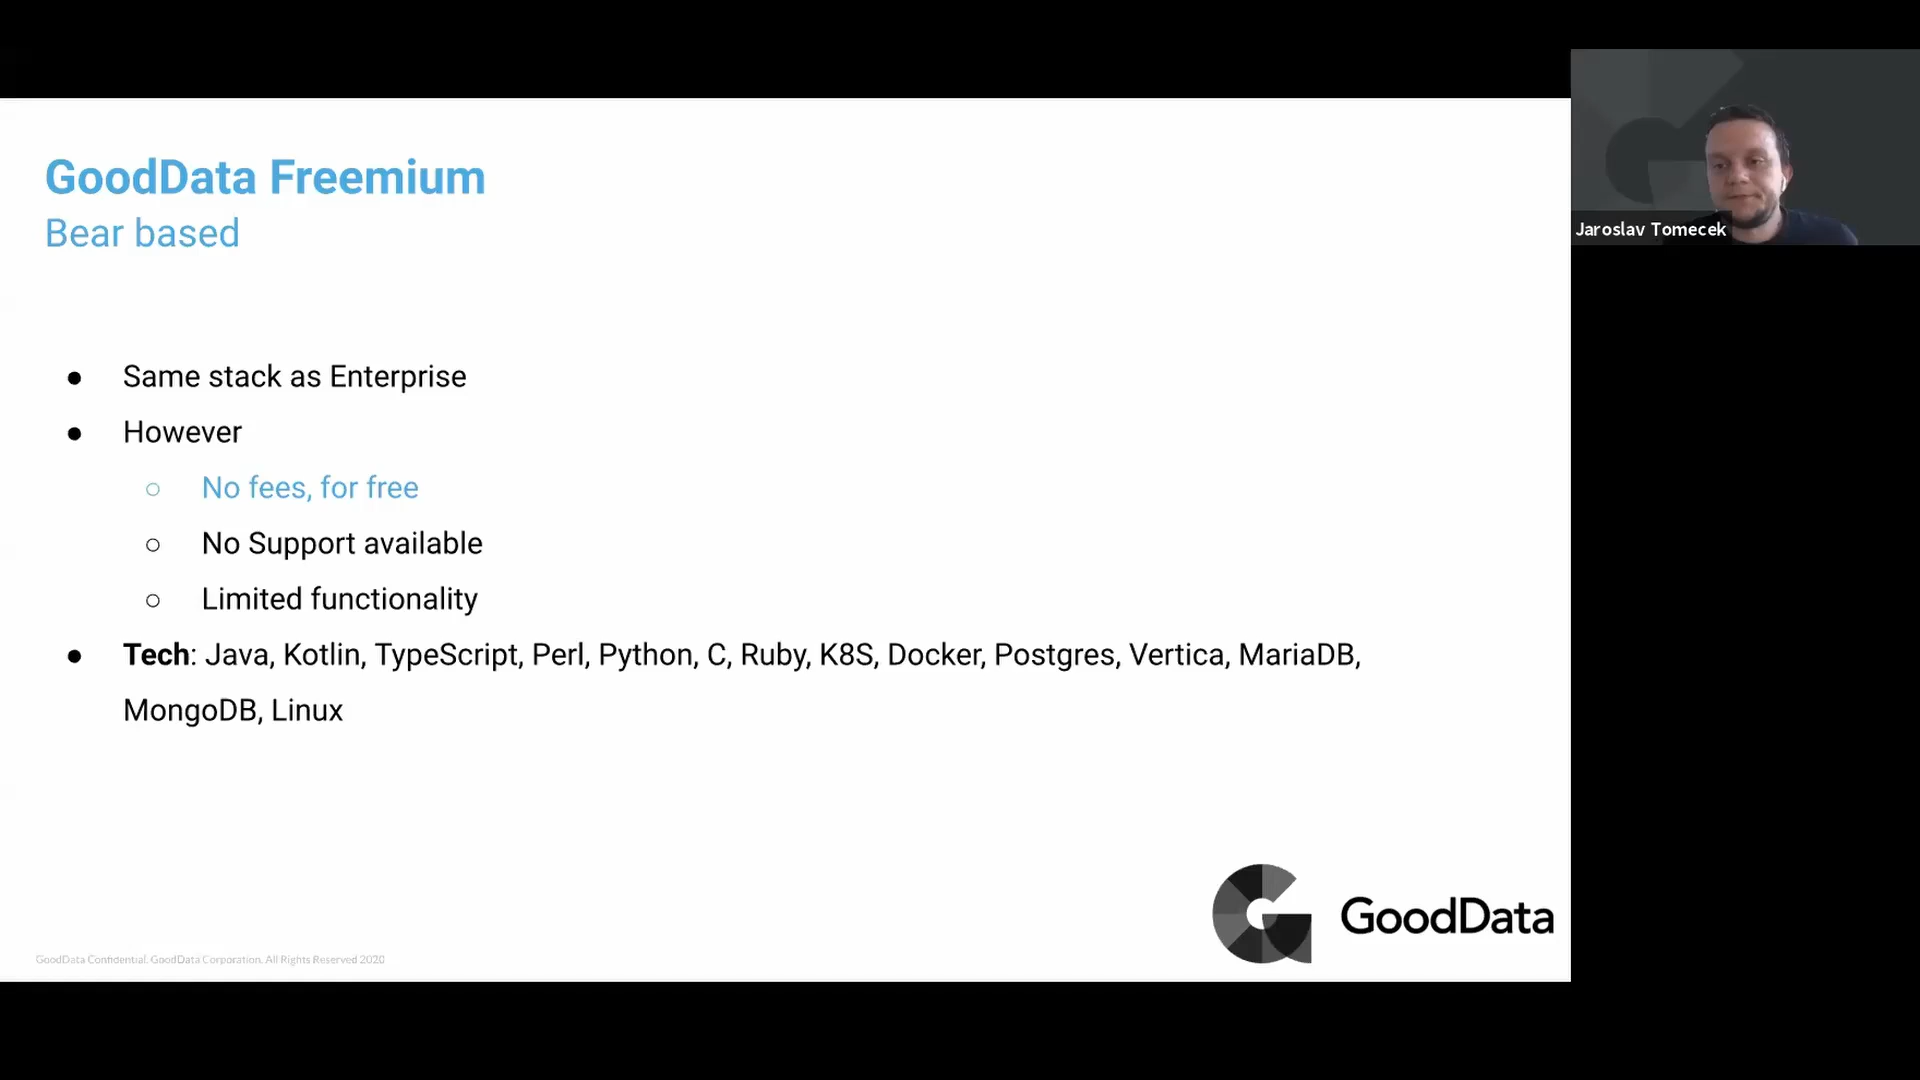 GoodData Freemium
Bear based
● Same stack as Enterprise
● However
○ No fees, for free
○ No Support available
○ Limited functionality
● Tech: Java, Kotlin, TypeScript, Perl, Python, C, Ruby, K8S, Docker, Postgres, Vertica, MariaDB,
MongoDB, Linux
GoodData
GoodData Confidential. GoodData Corporation. All Rights Reserved 2020
Jaroslav Tomecek